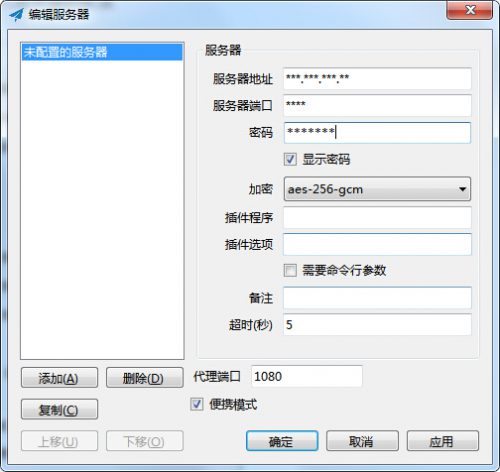 编辑服务器
未配置的服务器
服务器
服务器地址 ***.***.***.**
服务器端口 ****
密码 *******
显示密码
加密 aes-256-gcm
插件程序
插件选项
需要命令行参数
备注
超时(秒) 5
添加(A) 删除(D) 代理端口 1080
复制(C) 便携模式
上移(U) 下移(O) 确定 取消 应用